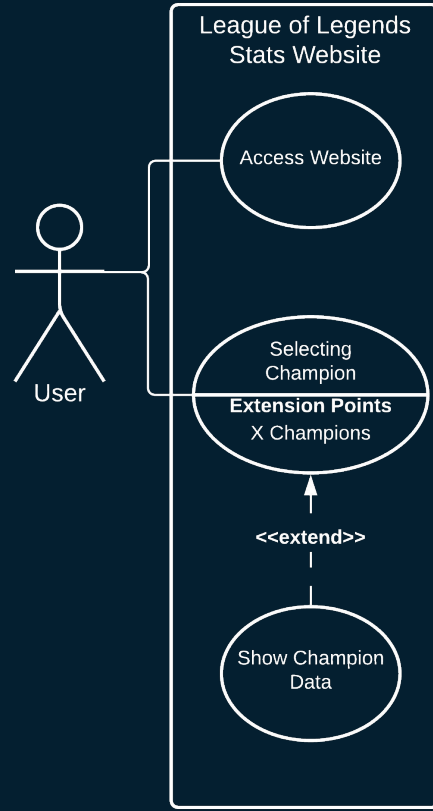 League of Legends
Stats Website
Access Website
User
Selecting
Champion
Extension Points
X Champions
<<extend>>
Show Champion
Data